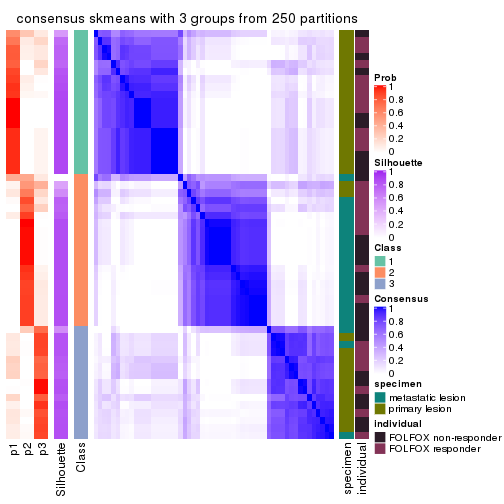 consensus skmeans with 3 groups from 250 partitions
Prob
1
0.8
0.6
0.4
0.2
0
Silhouette
1
0.8
0.6
0.4
0.2
0
Class
1
2
3
Consensus
1
0.8
0.6
0.4
0.2
0
specimen
metastatic lesion
primary lesion
individual
FOLFOX non-responder
FOLFOX responder
p1
p2
p3
Silhouette
Class
specimen
individual